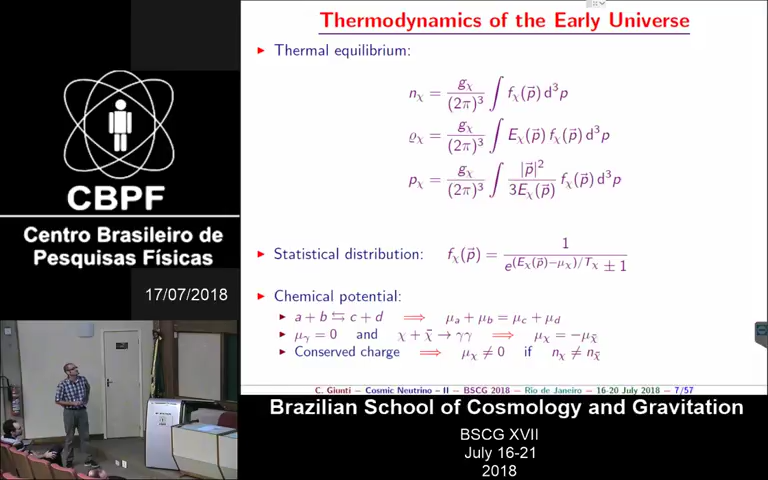 Thermodynamics of the Early Universe
Thermal equilibrium:
n_χ = g_χ/(2π)³ ∫ f_χ(p⃗) d³p
ϱ_χ = g_χ/(2π)³ ∫ E_χ(p⃗) f_χ(p⃗) d³p
p_χ = g_χ/(2π)³ ∫ |p⃗|²/3E_χ(p⃗) f_χ(p⃗) d³p
Statistical distribution: f_χ(p⃗) = 1/e^{(E_χ(p⃗)−μ_χ)/T_χ} ± 1
Chemical potential:
a + b ⇆ c + d ⟹ μ_a + μ_b = μ_c + μ_d
μ_γ = 0 and χ + χ̄ → γγ ⟹ μ_χ = −μ_χ̄
Conserved charge ⟹ μ_χ ≠ 0 if n_χ ≠ n_χ̄
C. Giunti − Cosmic Neutrino − II − BSCG 2018 − Rio de Janeiro − 16-20 July 2018 − 7/57
CBPF
Centro Brasileiro de
Pesquisas Físicas
17/07/2018
Brazilian School of Cosmology and Gravitation
BSCG XVII
July 16-21
2018